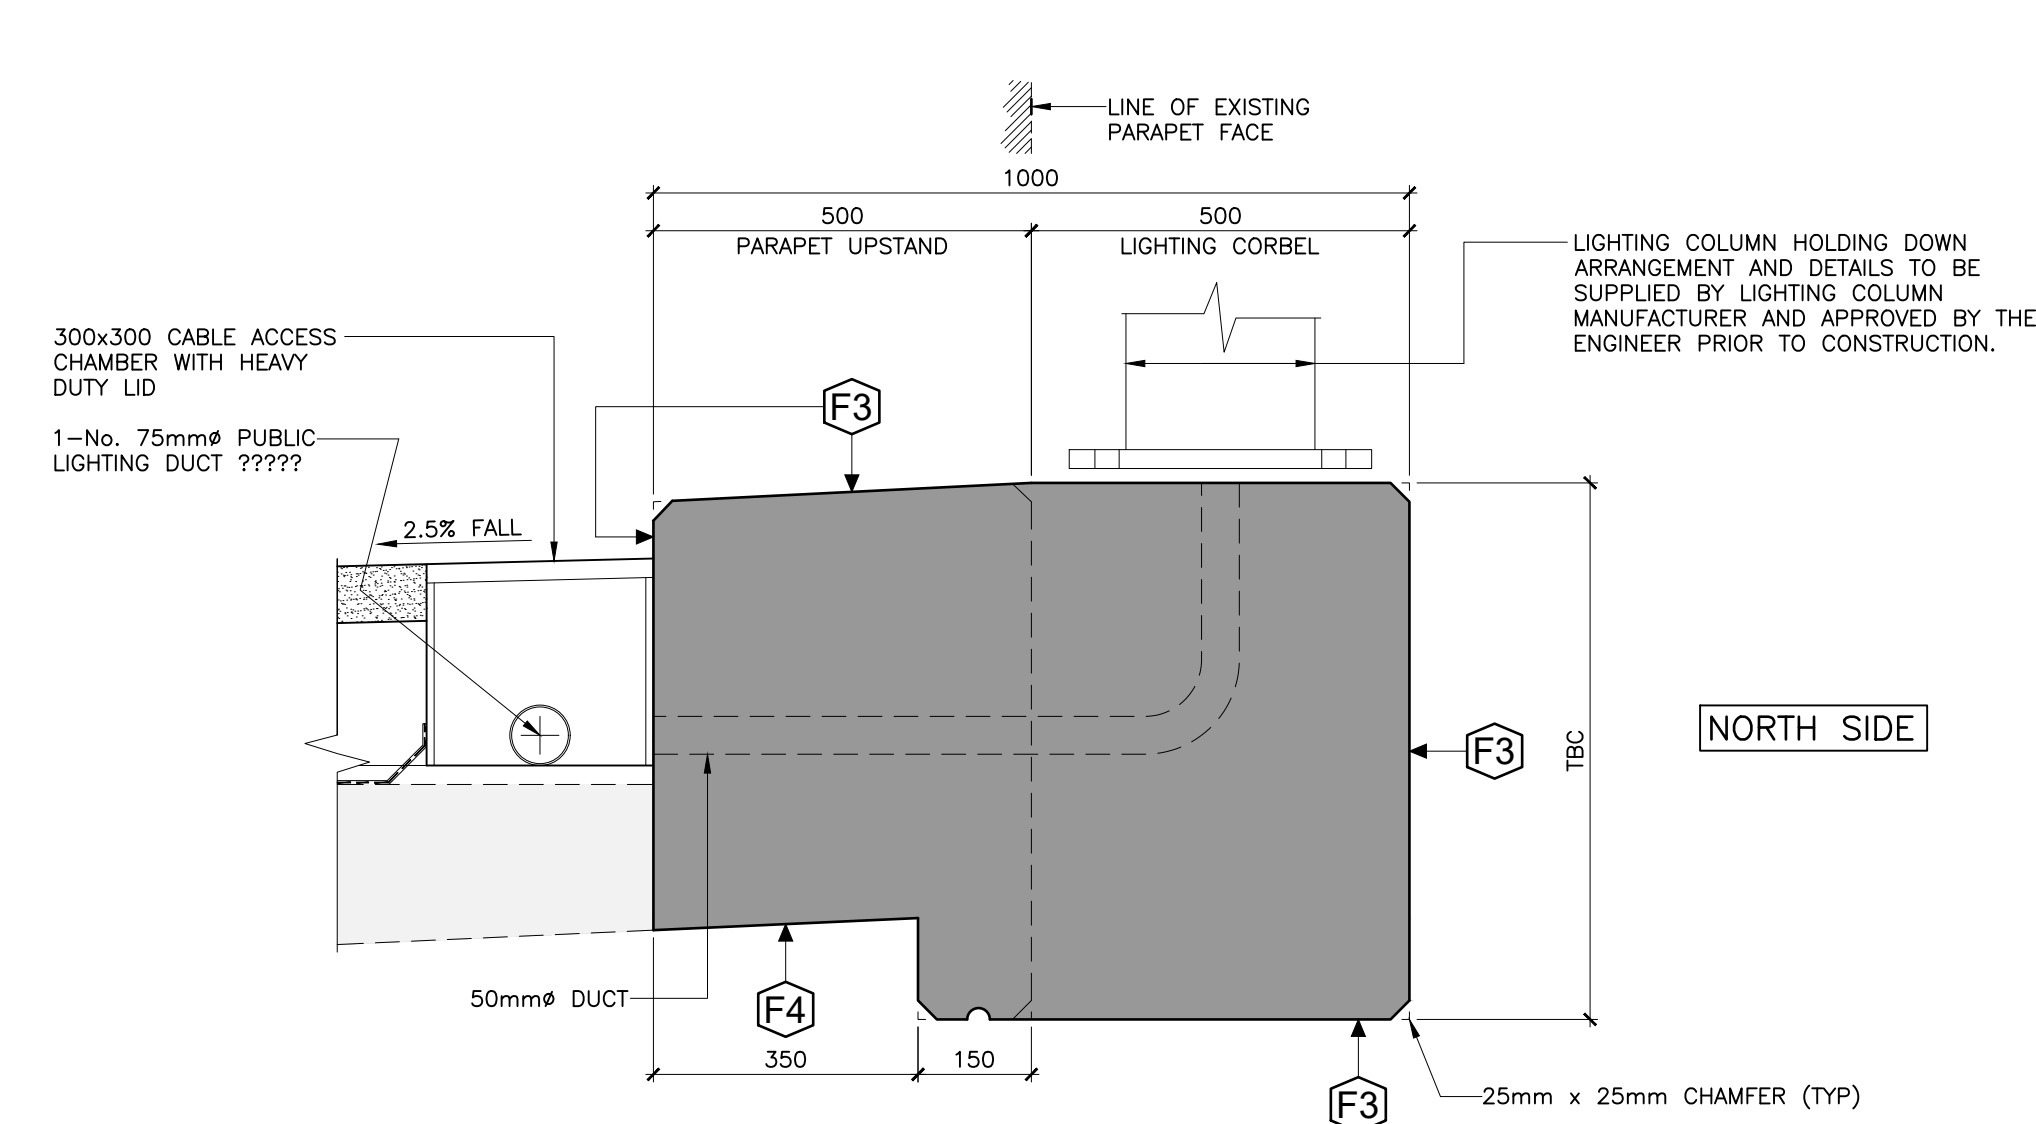 LINE OF EXISTING
PARAPET FACE
1000
500
500
PARAPET UPSTAND
LIGHTING CORBEL
LIGHTING COLUMN HOLDING DOWN
ARRANGEMENT AND DETAILS TO BE
SUPPLIED BY LIGHTING COLUMN
MANUFACTURER AND APPROVED BY THE
ENGINEER PRIOR TO CONSTRUCTION.
300x300 CABLE ACCESS
CHAMBER WITH HEAVY
DUTY LID
F3
1-No. 75mmø PUBLIC
LIGHTING DUCT ?????
2.5% FALL
NORTH SIDE
F3
TBC
50mmø DUCT
F4
350
150
F3
25mm x 25mm CHAMFER (TYP)